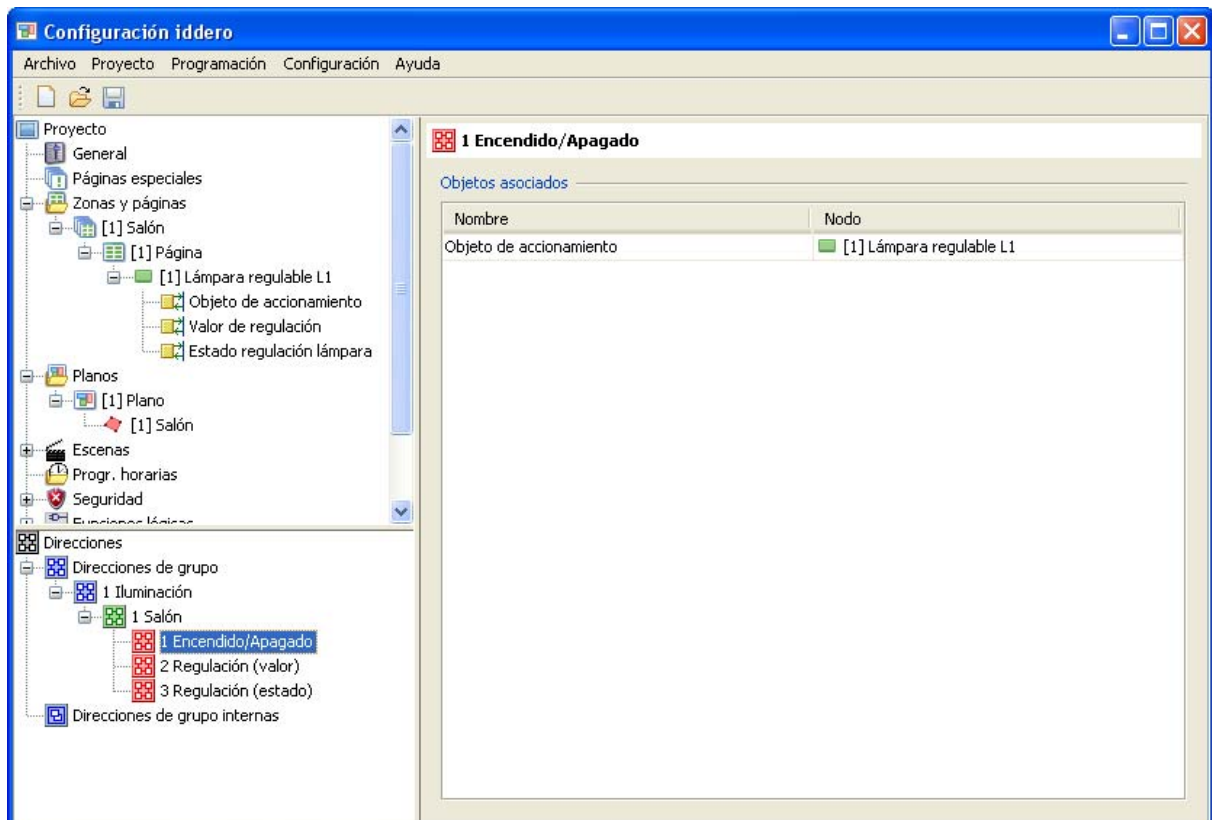 Configuración iddero
Archivo Proyecto Programación Configuración Ayuda
Proyecto
General
Páginas especiales
Zonas y páginas
[1] Salón
[1] Página
[1] Lámpara regulable L1
Objeto de accionamiento
Valor de regulación
Estado regulación lámpara
Planos
[1] Plano
[1] Salón
Escenas
Progr. horarias
Seguridad
Funciones lógicas
Direcciones
Direcciones de grupo
1 Iluminación
1 Salón
1 Encendido/Apagado
2 Regulación (valor)
3 Regulación (estado)
Direcciones de grupo internas
1 Encendido/Apagado
Objetos asociados
Nombre Nodo
Objeto de accionamiento [1] Lámpara regulable L1